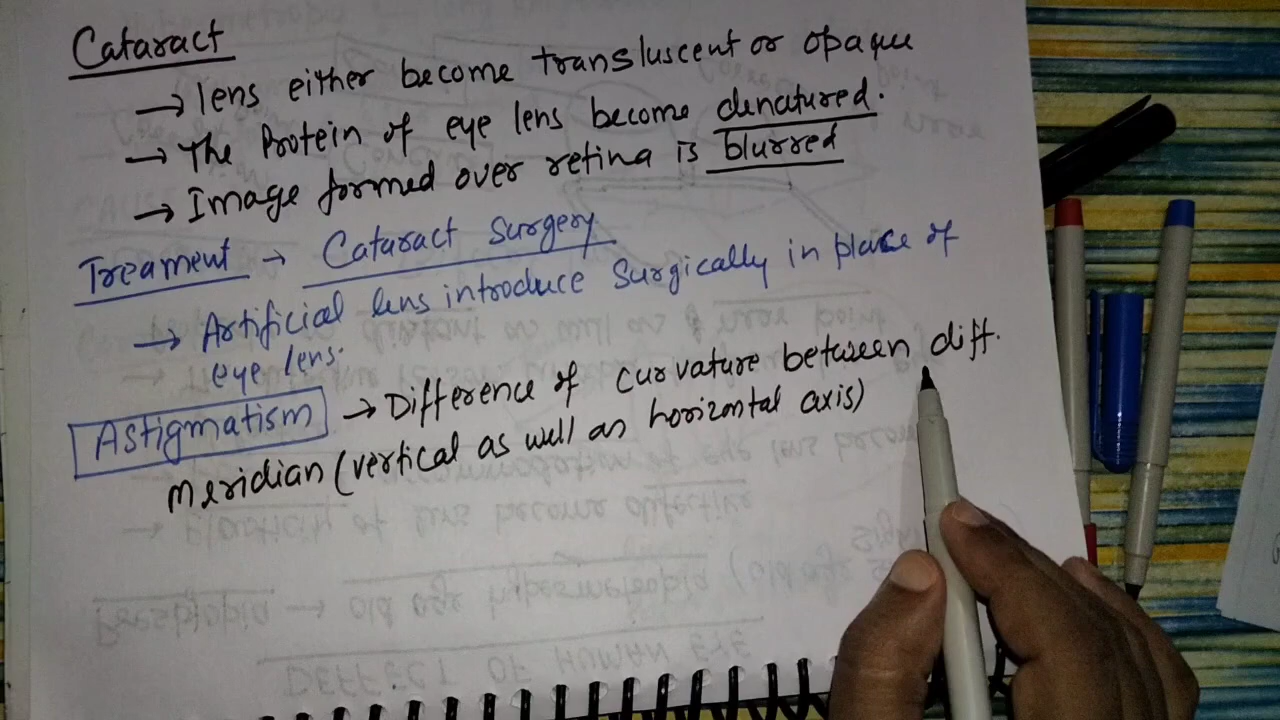 Cataract
→ lens either become transluscent or opaque
→ The Protein of eye lens become denatured.
→ Image formed over retina is blurred
Treament → Cataract Surgery
→ Artificial lens introduce Surgically in place of
eye lens.
Astigmatism → Difference of curvature between diff.
meridian (vertical as well as horizontal axis)